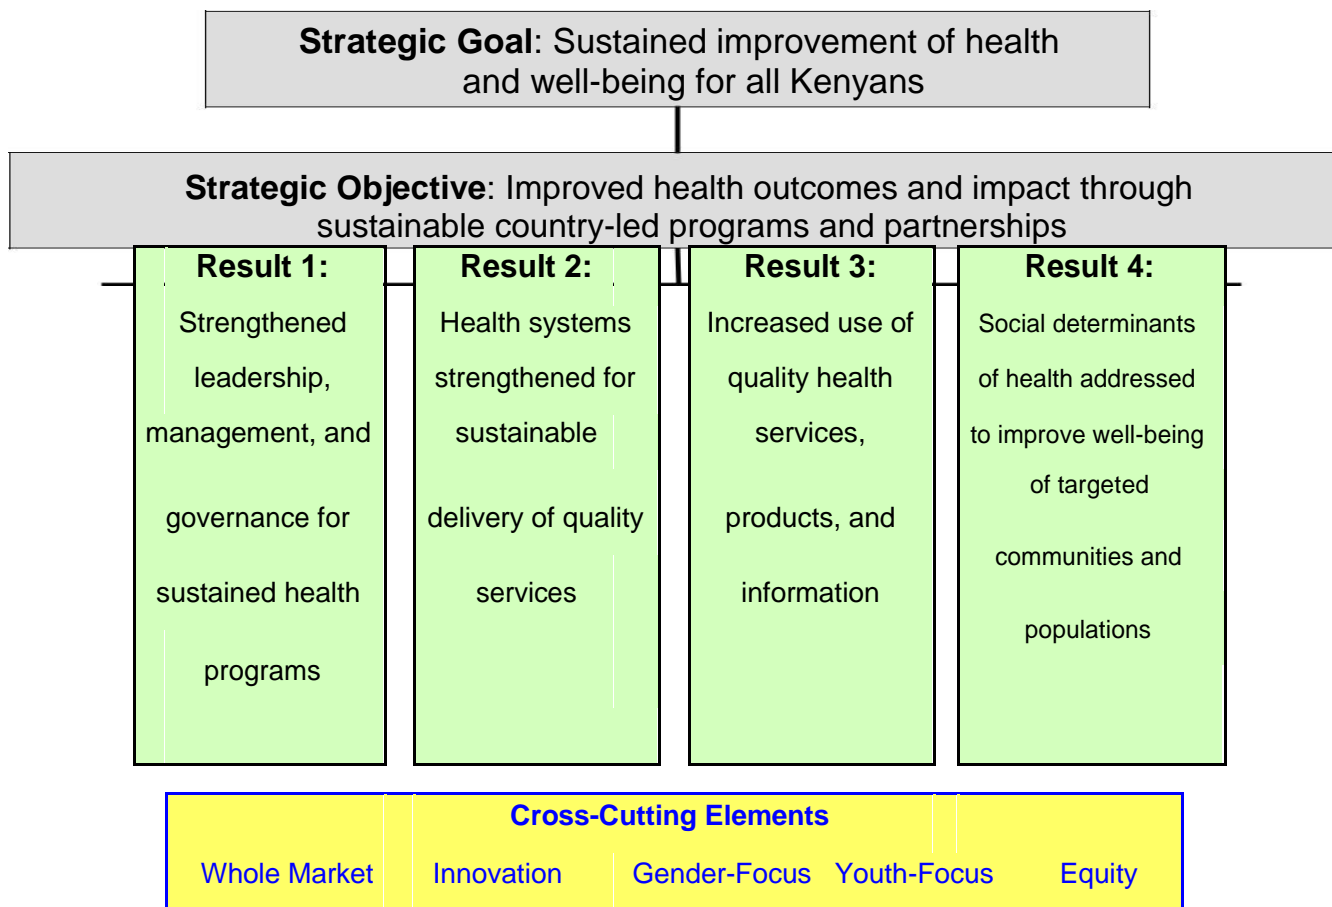 Strategic Goal: Sustained improvement of health
and well-being for all Kenyans
Strategic Objective: Improved health outcomes and impact through
sustainable country-led programs and partnerships
Result 1:
Strengthened
leadership,
management, and
governance for
sustained health
programs
Result 2:
Health systems
strengthened for
sustainable
delivery of quality
services
Result 3:
Increased use of
quality health
services,
products, and
information
Result 4:
Social determinants
of health addressed
to improve well-being
of targeted
communities and
populations
Cross-Cutting Elements
Whole Market Innovation Gender-Focus Youth-Focus Equity